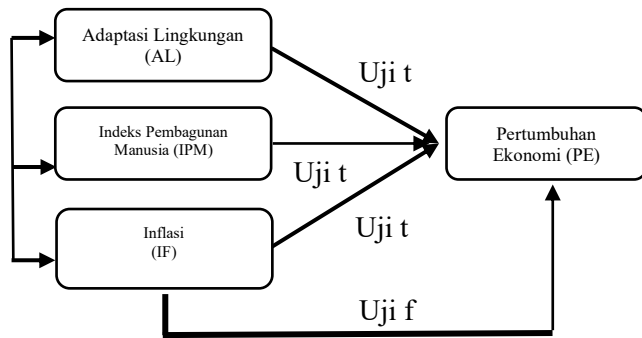 Adaptasi Lingkungan
(AL)
Uji t
Indeks Pembagunan
Manusia (IPM)
Uji t
Pertumbuhan
Ekonomi (PE)
Inflasi
(IF)
Uji t
Uji f